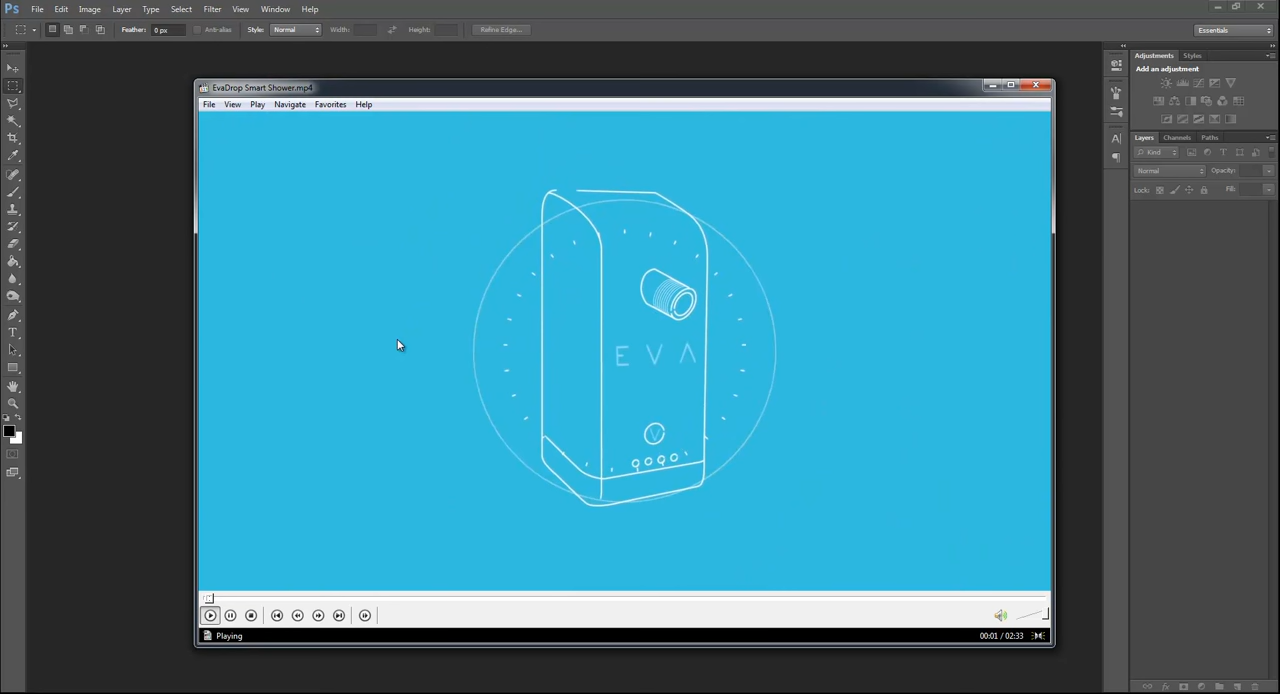 Ps File Edit Image Layer Type Select Filter View Window Help
Feather: 0 px Anti-alias Style: Normal Width: Height: Refine Edge... Essentials
Adjustments Styles
Add an adjustment
EvaDrop Smart Shower.mp4
File View Play Navigate Favorites Help
Layers Channels Paths
Kind
Normal Opacity:
Lock: Fill:
EVA
V
Playing 00:01 / 02:33